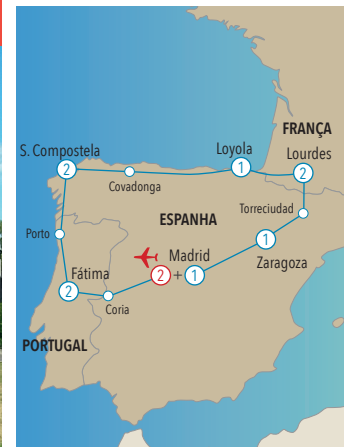 FRANÇA
S. Compostela
Loyola
Lourdes
2
1
2
Covadonga
ESPANHA
Torreciudad
Porto
Madrid
1
Zaragoza
Fátima
2
2 + 1
Coria
PORTUGAL